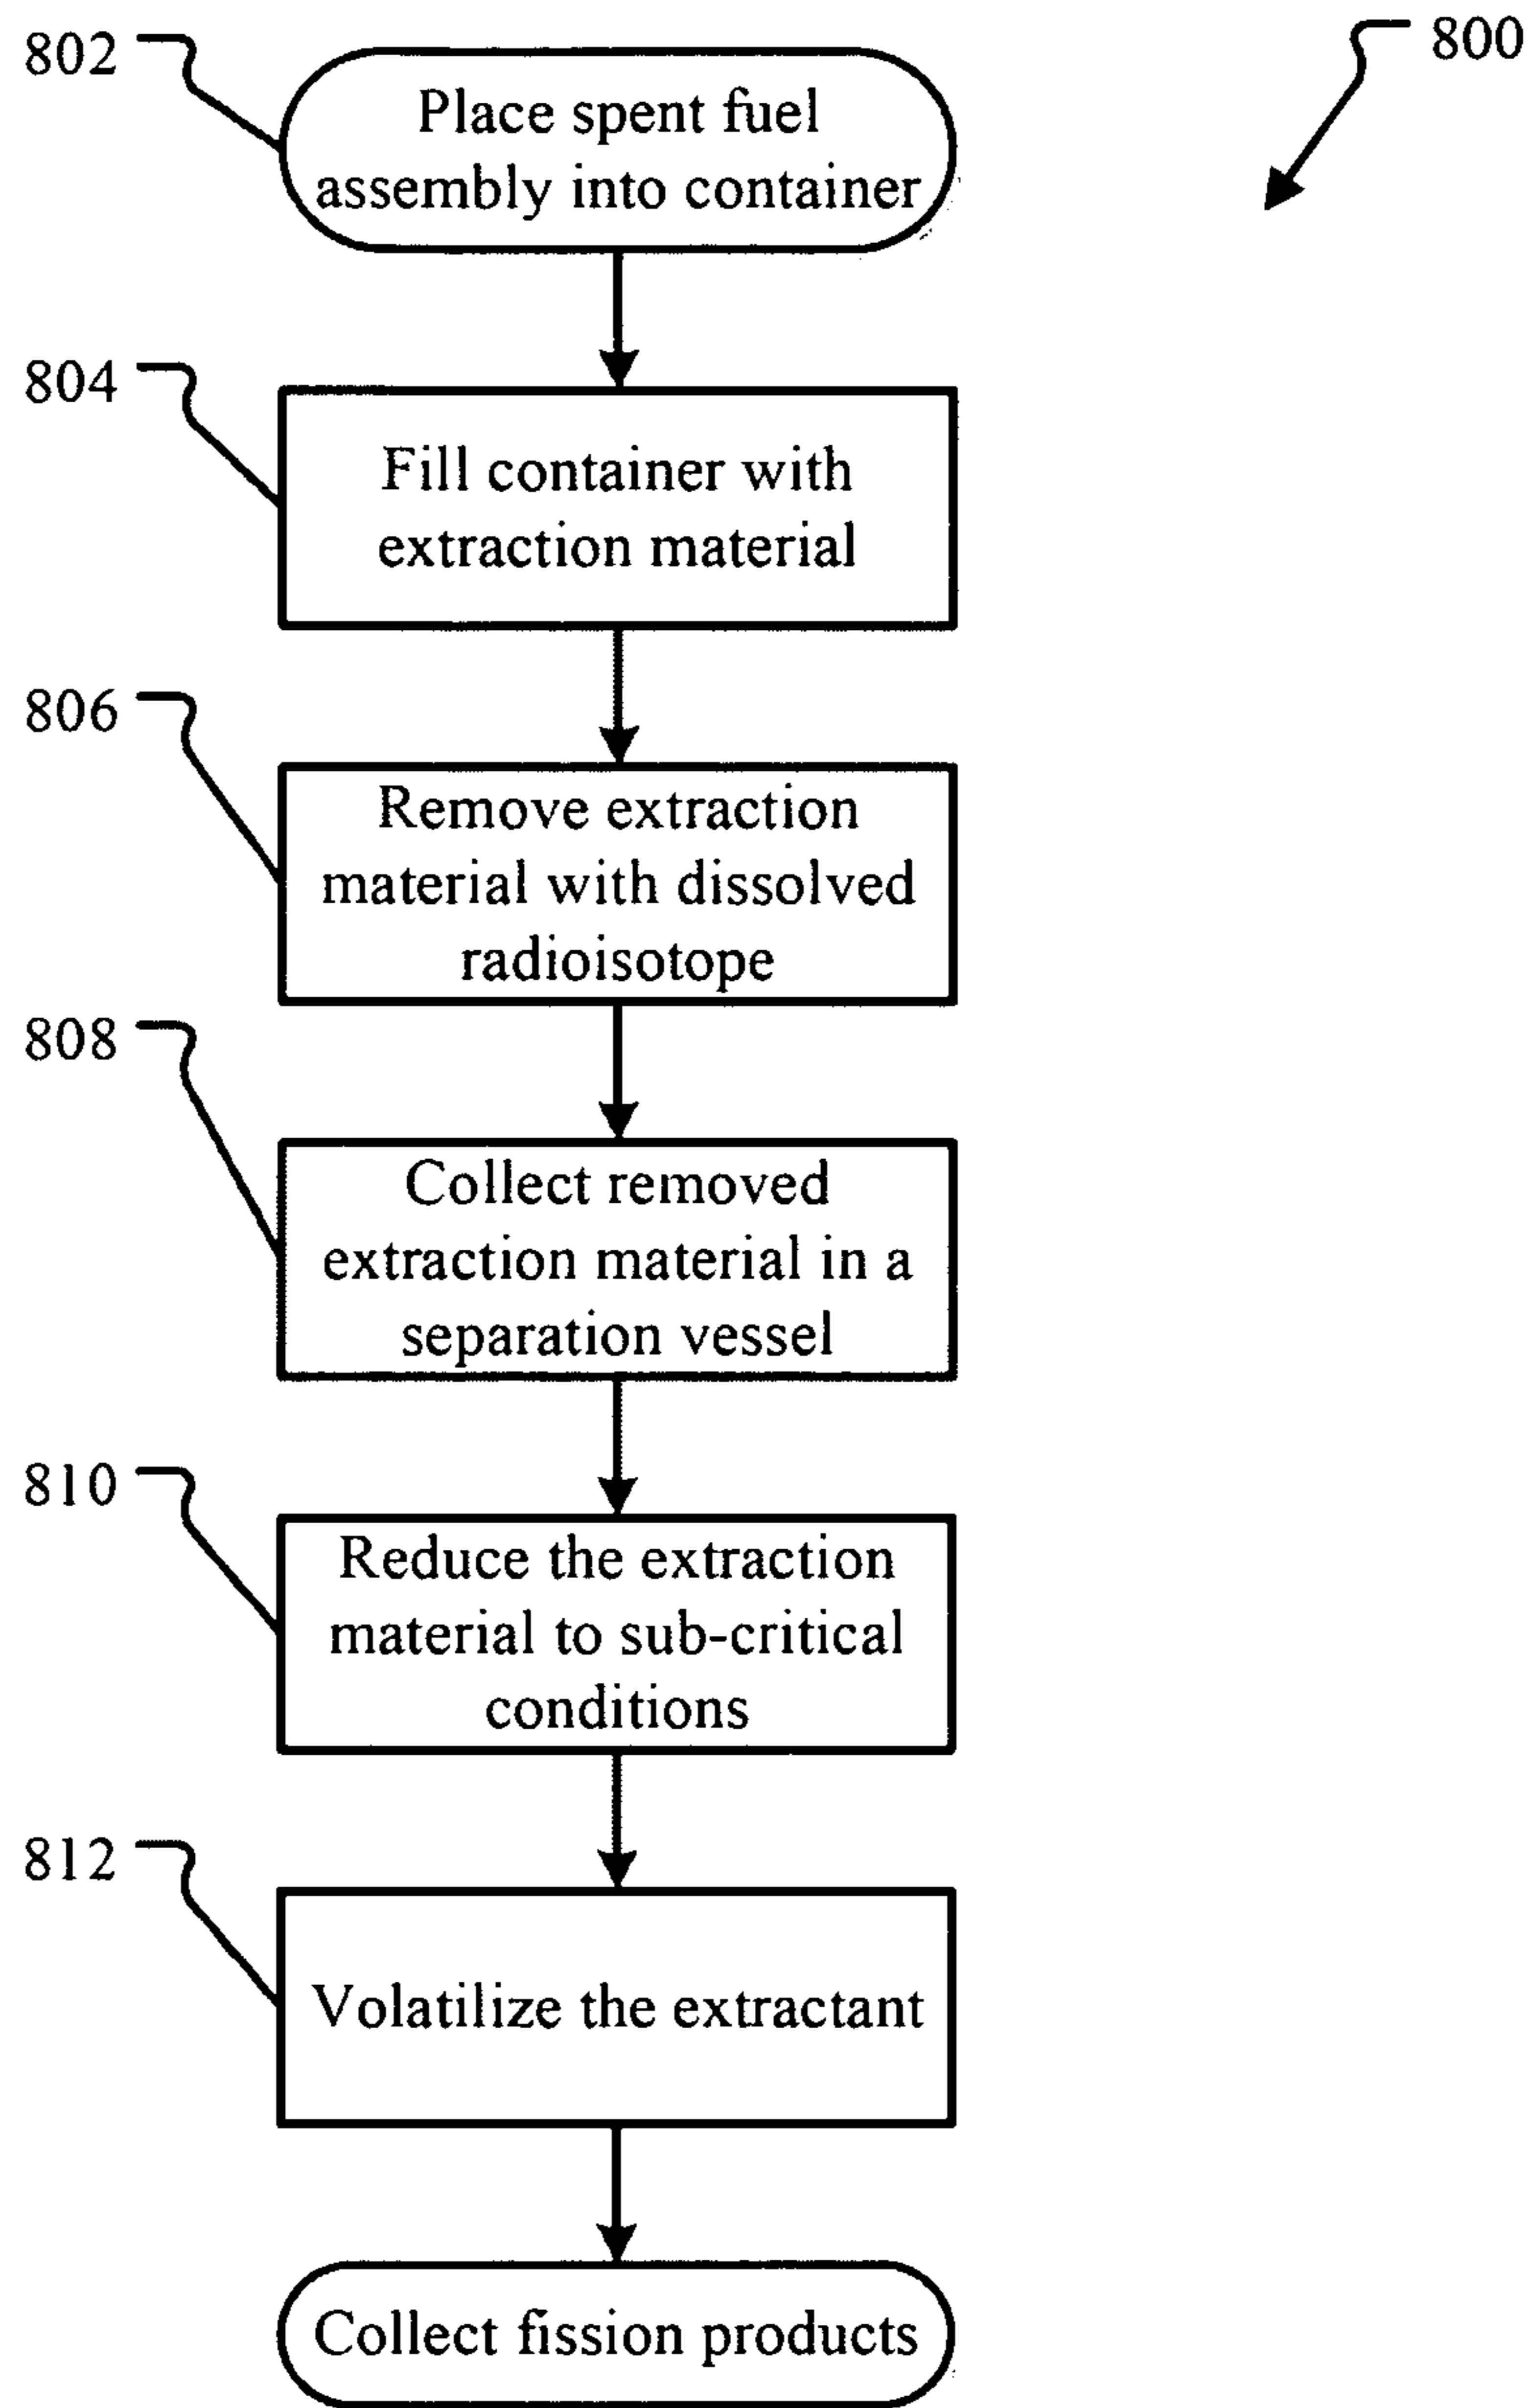 800
802
Place spent fuel
assembly into container
804
Fill container with
extraction material
806
Remove extraction
material with dissolved
radioisotope
808
Collect removed
extraction material in a
separation vessel
810
Reduce the extraction
material to sub-critical
conditions
812
Volatilize the extractant
Collect fission products